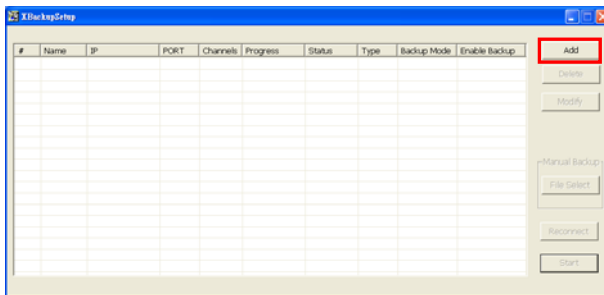 XBackupSetup
# Name IP PORT Channels Progress Status Type Backup Mode Enable Backup
Add
Delete
Modify
Manual Backup
File Select
Reconnect
Start